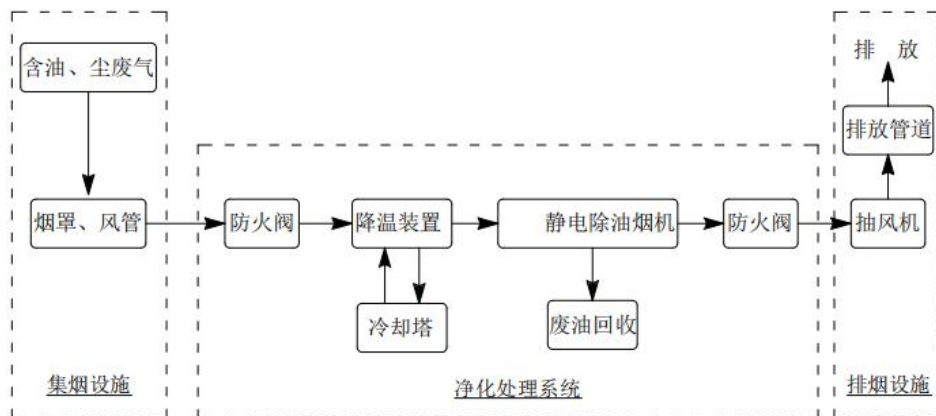 含油、尘废气
排 放
排放管道
烟罩、风管
防火阀
降温装置
静电除油烟机
防火阀
抽风机
冷却塔
废油回收
集烟设施
净化处理系统
排烟设施